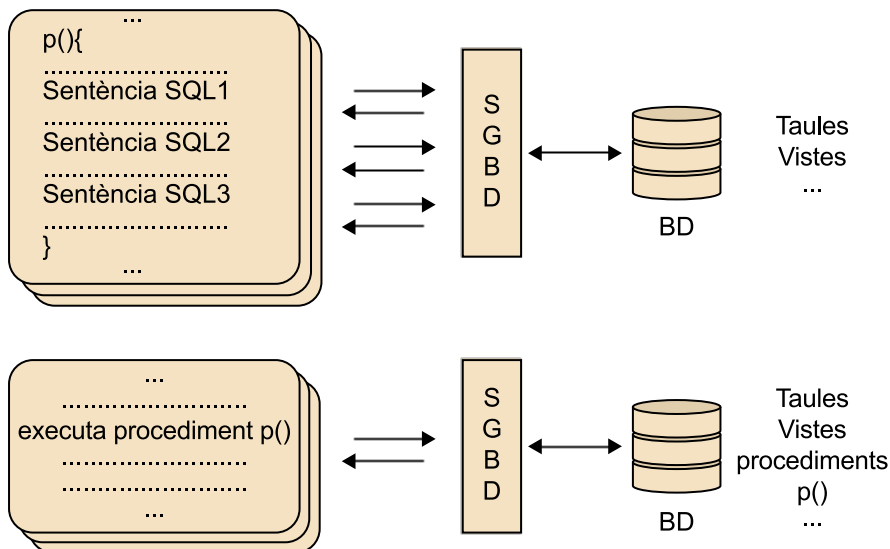 ...
p(){
............................
Sentència SQL1
............................
Sentència SQL2
............................
Sentència SQL3
............................
}
...
S
G
B
D
BD
Taules
Vistes
...
...
............................
executa procediment p()
............................
............................
...
S
G
B
D
BD
Taules
Vistes
procediments
p()
...